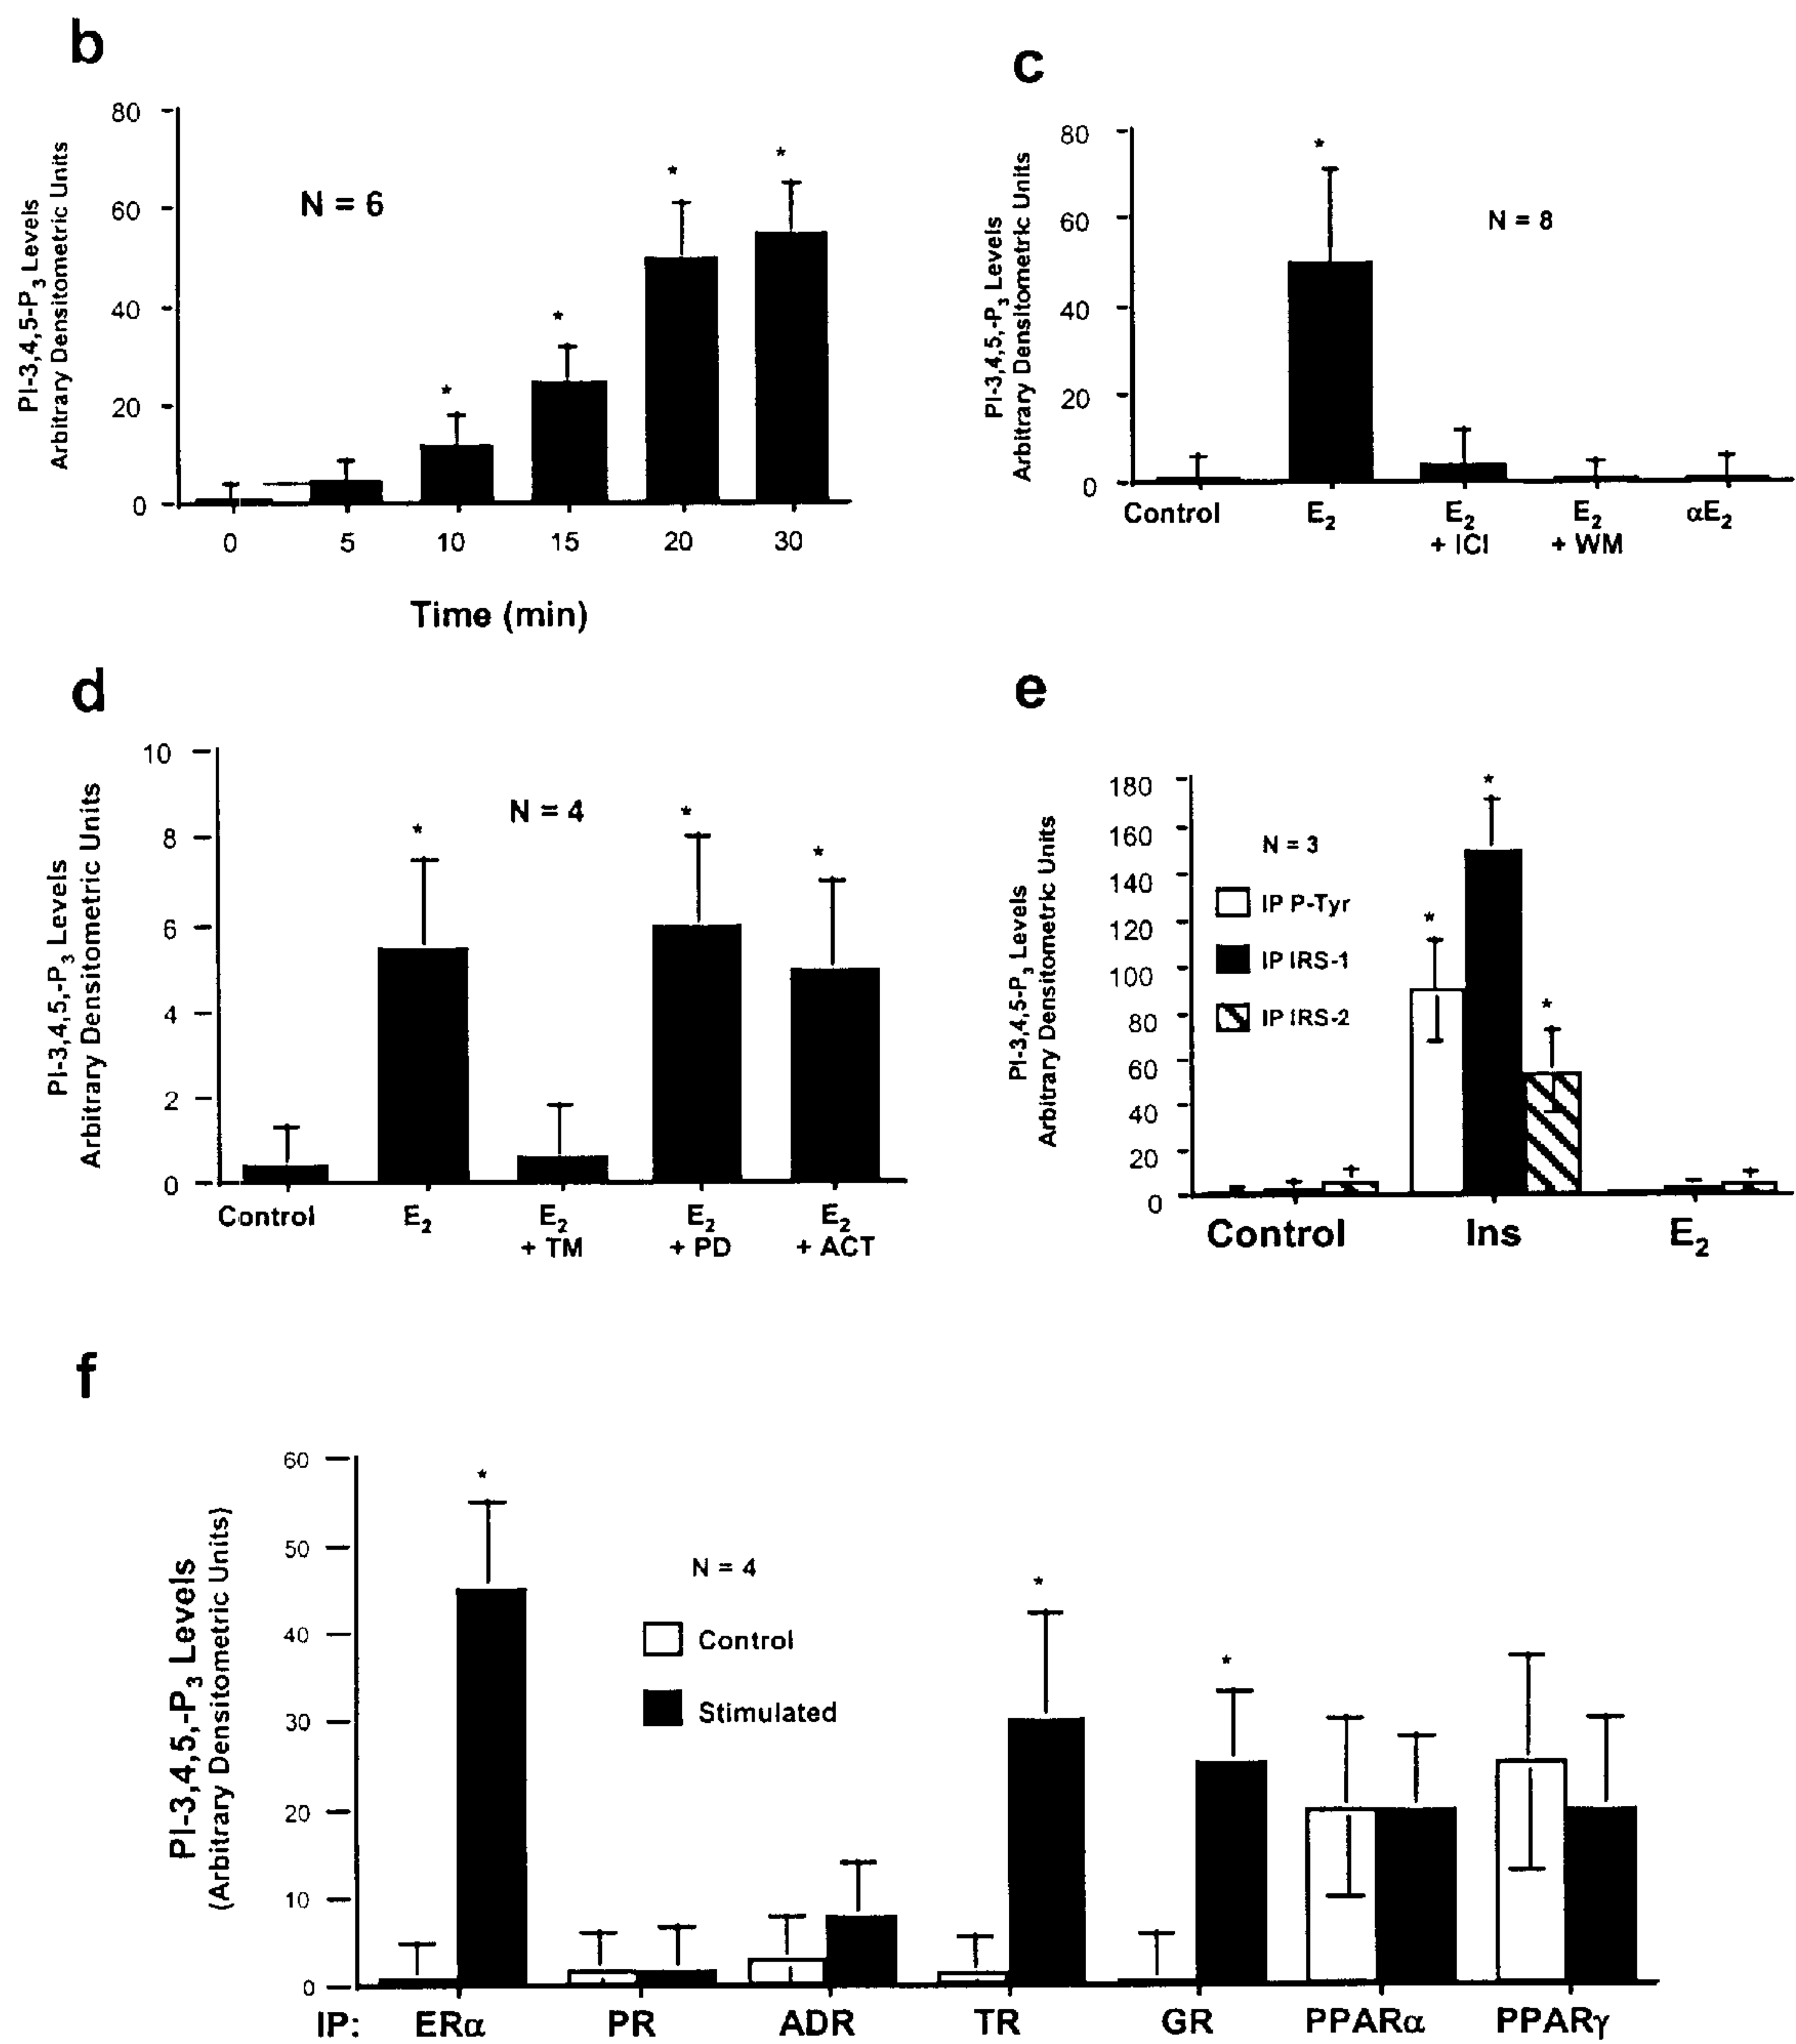 b
PI-3,4,5-P3 Levels
Arbitrary Densitometric Units
80
60
40
20
0
N = 6
*
*
*
*
0 5 10 15 20 30
Time (min)
c
PI-3,4,5,-P3 Levels
Arbitrary Densitometric Units
80
60
40
20
0
*
N = 8
Control E2 E2 E2 αE2
+ ICI + WM
d
PI-3,4,5,-P3 Levels
Arbitrary Densitometric Units
10
8
6
4
2
0
N = 4
*
*
*
Control E2 E2 E2 E2
+ TM + PD + ACT
e
PI-3,4,5-P3 Levels
Arbitrary Densitometric Units
180
160
140
120
100
80
60
40
20
0
N = 3
IP P-Tyr
IP IRS-1
IP IRS-2
*
*
*
Control Ins E2
f
PI-3,4,5,-P3 Levels
(Arbitrary Densitometric Units)
60
50
40
30
20
10
0
N = 4
Control
Stimulated
*
*
*
IP: ERα PR ADR TR GR PPARα PPARγ